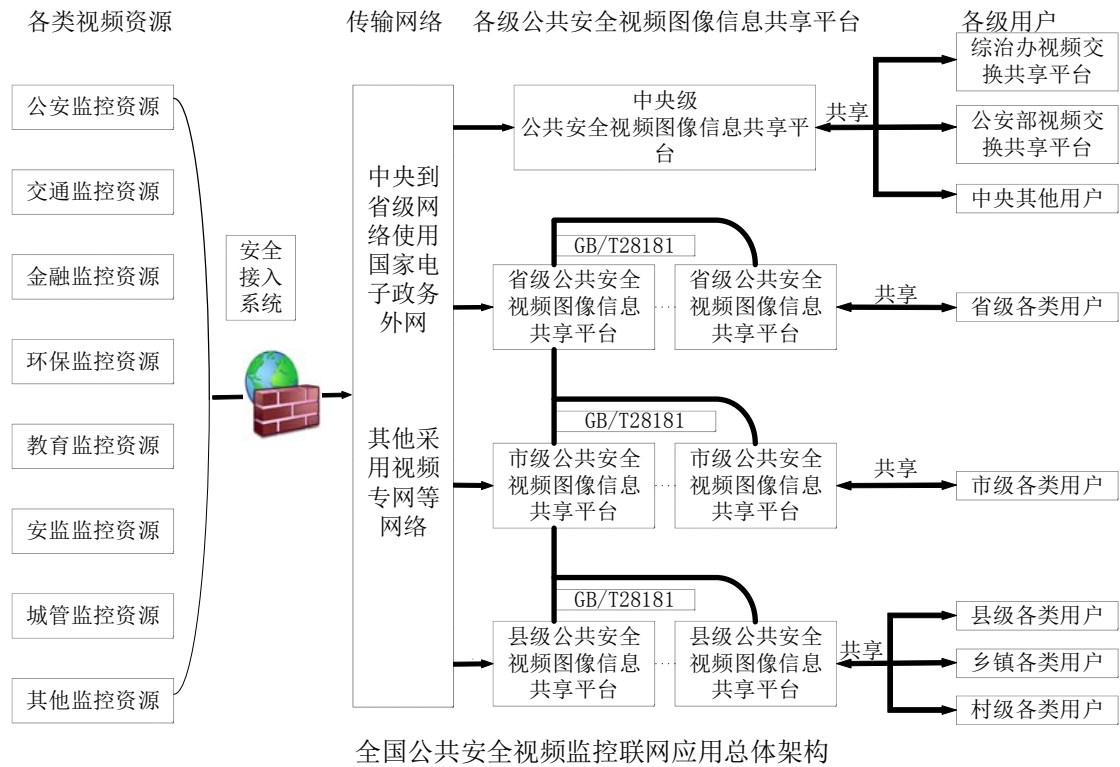 各类视频资源
传输网络
各级公共安全视频图像信息共享平台
各级用户
公安监控资源
交通监控资源
金融监控资源
环保监控资源
教育监控资源
安监监控资源
城管监控资源
其他监控资源
安全
接入
系统
中央到
省级网
络使用
国家电
子政务
外网
其他采
用视频
专网等
网络
中央级
公共安全视频图像信息共享平
台
共享
综治办视频交
换共享平台
公安部视频交
换共享平台
中央其他用户
GB/T28181
省级公共安全
视频图像信息
共享平台
省级公共安全
视频图像信息
共享平台
共享
省级各类用户
GB/T28181
市级公共安全
视频图像信息
共享平台
市级公共安全
视频图像信息
共享平台
共享
市级各类用户
GB/T28181
县级公共安全
视频图像信息
共享平台
县级公共安全
视频图像信息
共享平台
共享
县级各类用户
乡镇各类用户
村级各类用户
全国公共安全视频监控联网应用总体架构